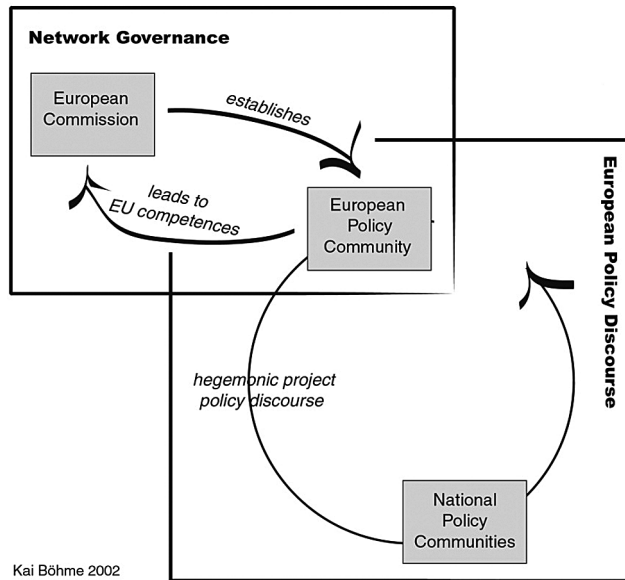 Network Governance
European
Commission
establishes
leads to
EU competences
European
Policy
Community
European Policy Discourse
hegemonic project
policy discourse
National
Policy
Communities
Kai Böhme 2002